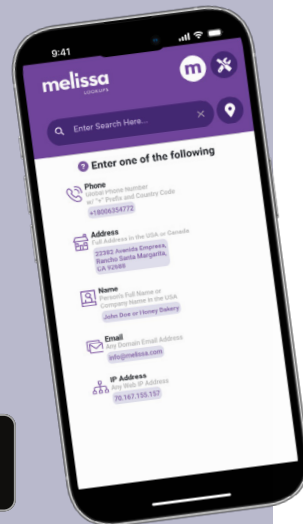 9:41
melissa
LOOKUPS
m
Enter Search Here...
Enter one of the following
Phone
Global Phone Number
w/ "+" Prefix and Country Code
+18006354772
Address
Full Address in the USA or Canada
22382 Avenida Empresa,
Rancho Santa Margarita,
CA 92688
Name
Person's Full Name or
Company Name in the USA
John Doe or Honey Bakery
Email
Any Domain Email Address
info@melissa.com
IP Address
Any Web IP Address
70.167.155.157